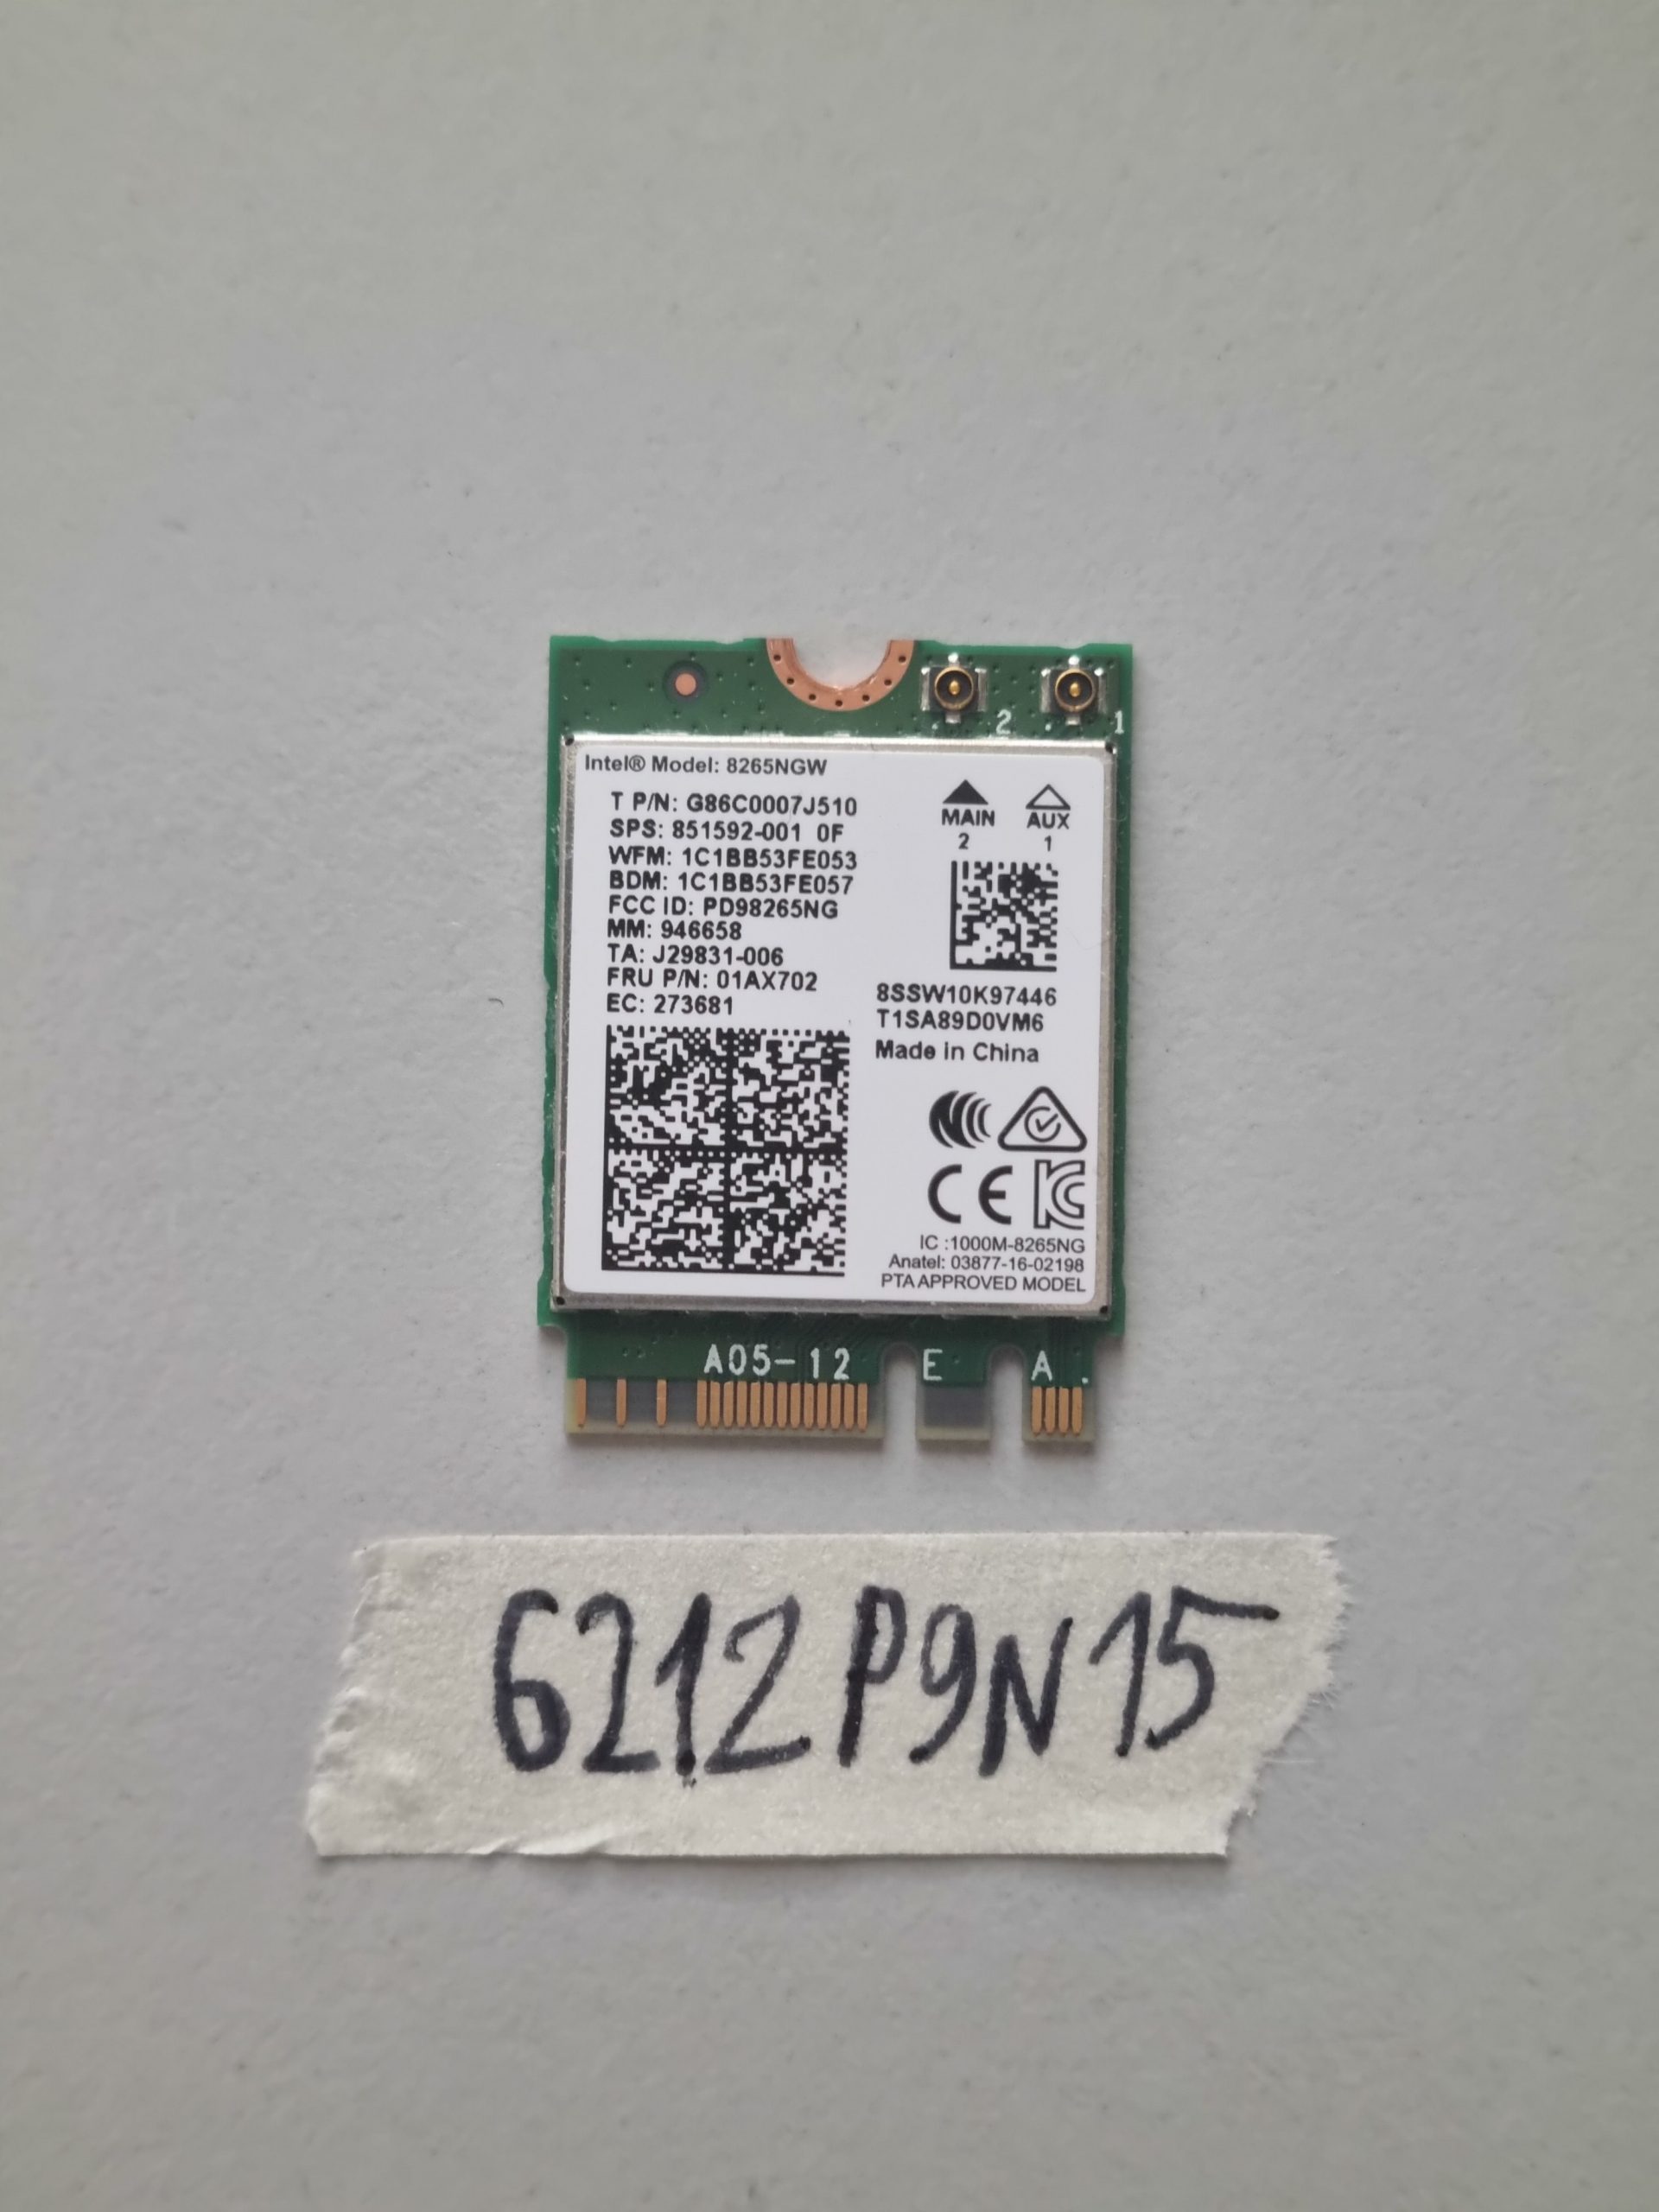 2
1
Intel® Model: 8265NGW
T P/N: G86C0007J510
SPS: 851592-001 0F
WFM: 1C1BB53FE053
BDM: 1C1BB53FE057
FCC ID: PD98265NG
MM: 946658
TA: J29831-006
FRU P/N: 01AX702
EC: 273681
MAIN AUX
2 1
8SSW10K97446
T1SA89D0VM6
Made in China
CE
IC :1000M-8265NG
Anatel: 03877-16-02198
PTA APPROVED MODEL
A05-12 E A
6212P9N15